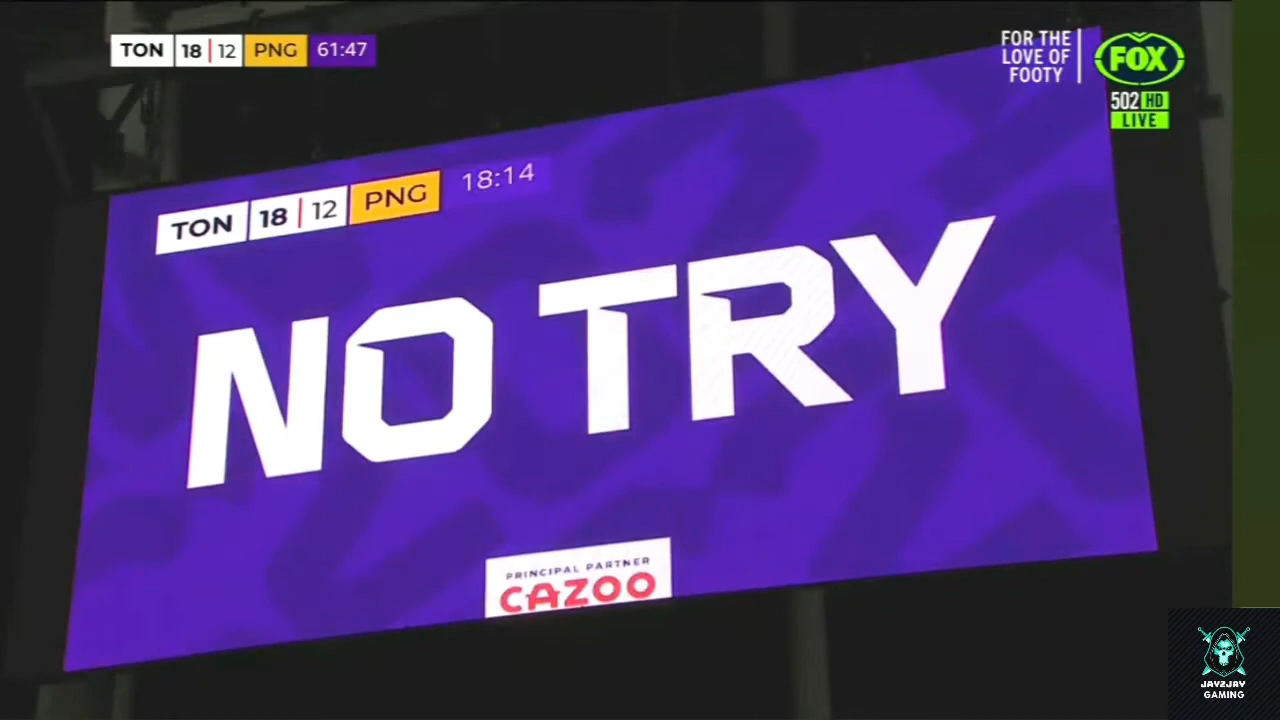 TON 18 12 PNG 61:47
FOR THE
LOVE OF
FOOTY
FOX
502 HD
LIVE
TON 18 12 PNG 18:14
NO TRY
PRINCIPAL PARTNER
CAZOO
JAYZJAY
GAMING